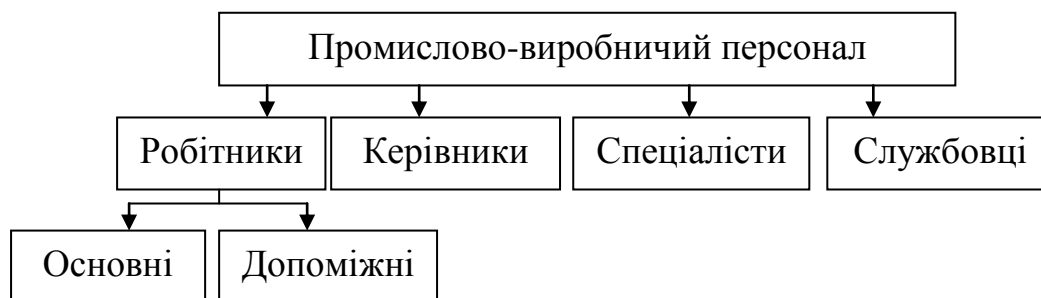 Промислово-виробничий персонал
Робітники
Керівники
Спеціалісти
Службовці
Основні
Допоміжні